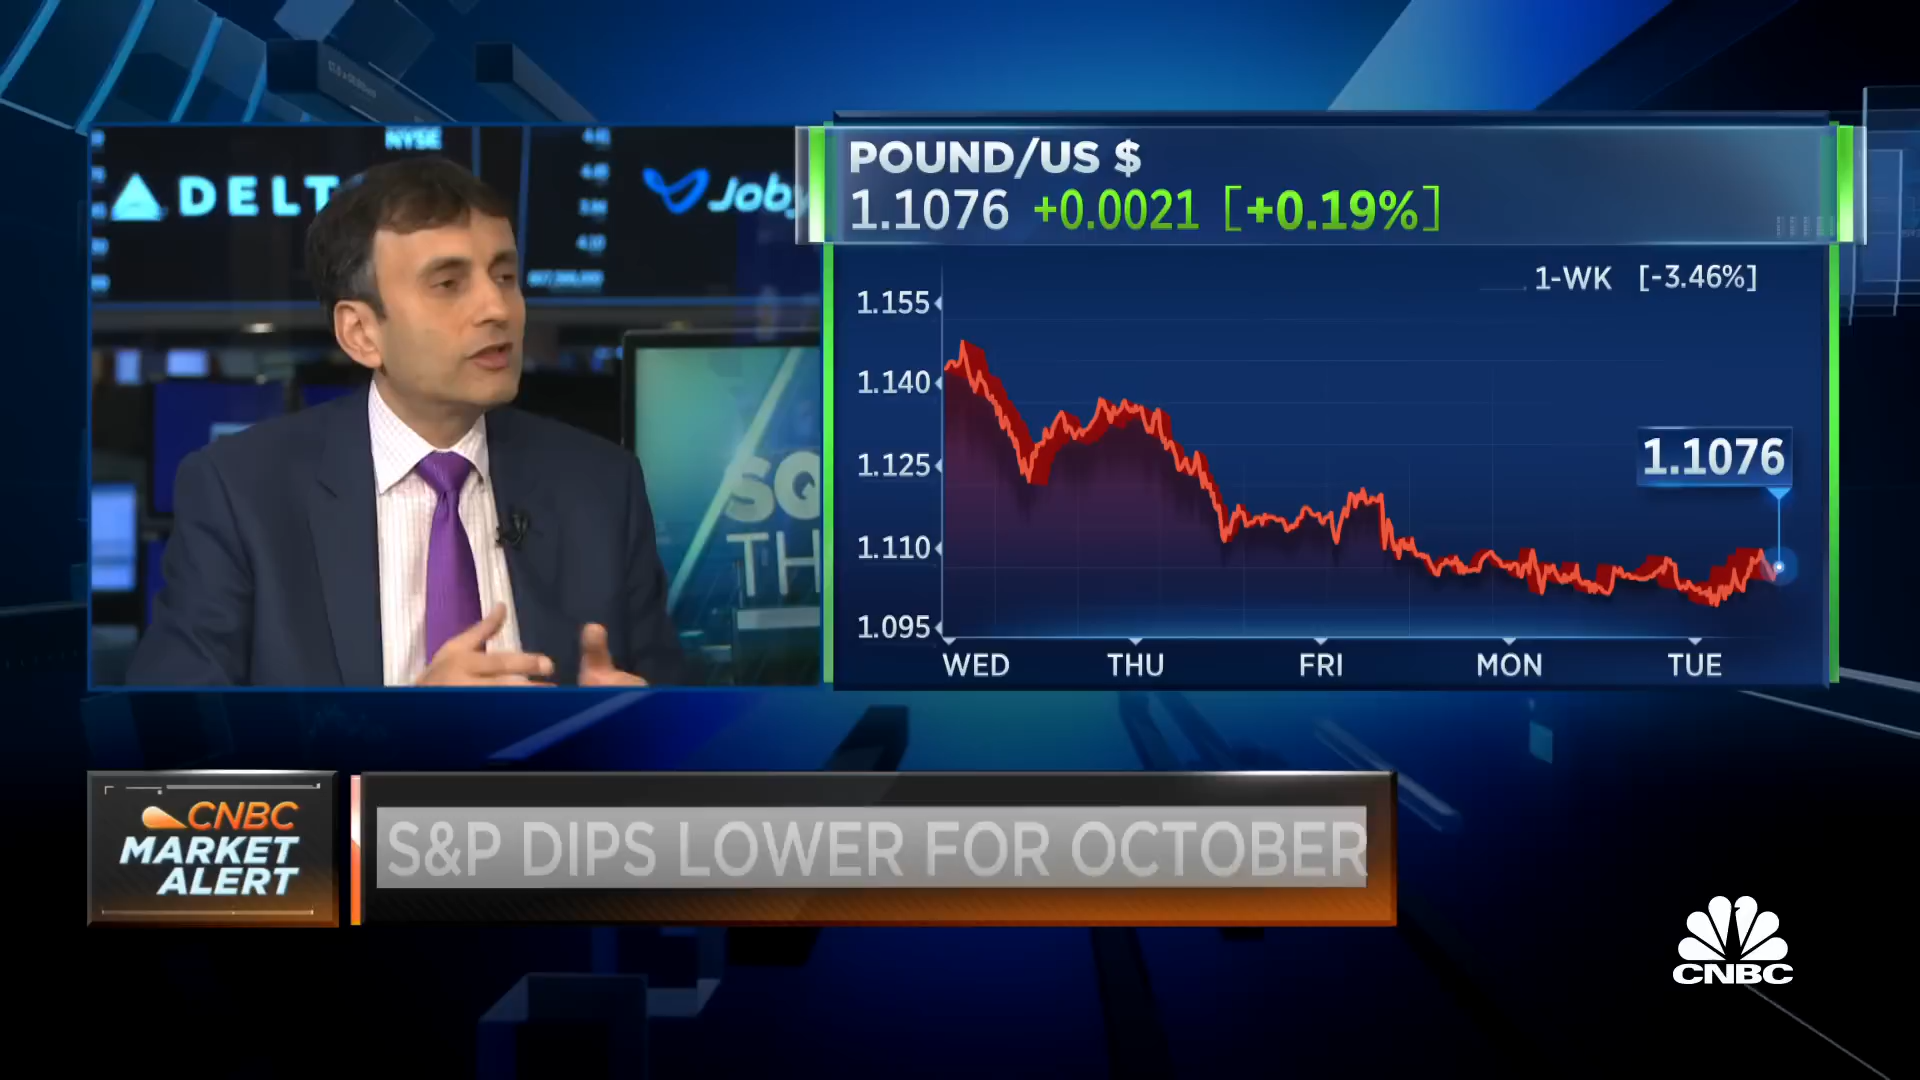 NYSE
DELT
Joby
SQ
TH
POUND/US $
1.1076 +0.0021 [+0.19%]
1-WK [-3.46%]
1.155
1.140
1.125
1.110
1.095
1.1076
WED THU FRI MON TUE
CNBC
MARKET
ALERT
S&P DIPS LOWER FOR OCTOBER
CNBC